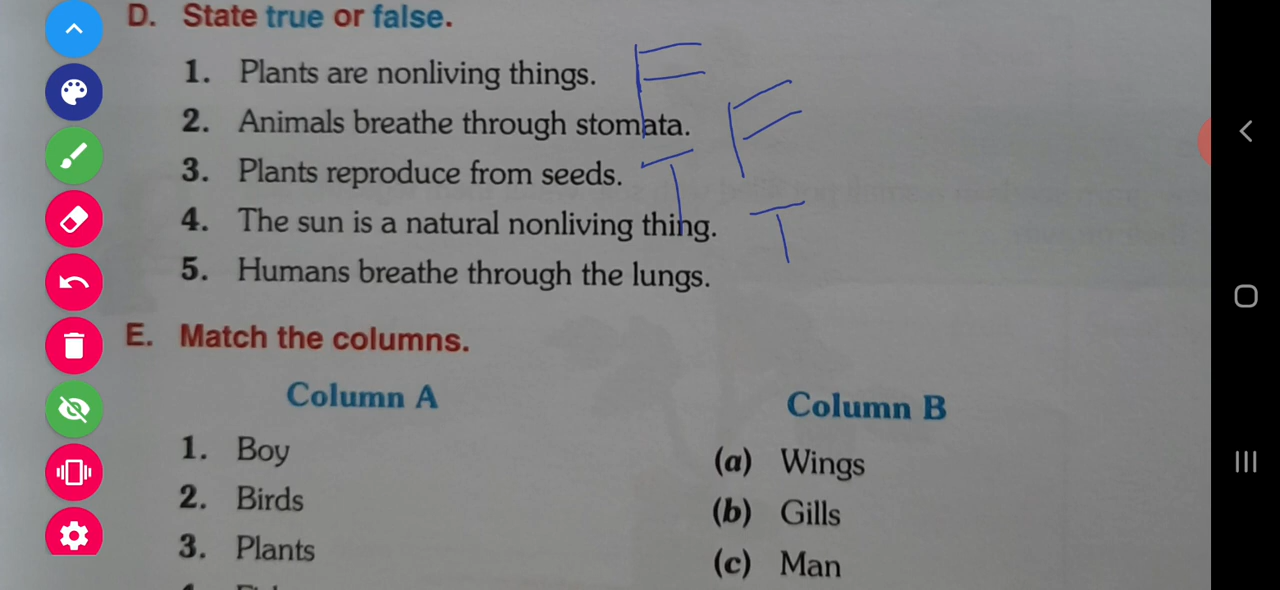 D. State true or false.
1. Plants are nonliving things. F
2. Animals breathe through stomata. F
3. Plants reproduce from seeds. T
4. The sun is a natural nonliving thing. T
5. Humans breathe through the lungs.
E. Match the columns.
Column A Column B
1. Boy (a) Wings
2. Birds (b) Gills
3. Plants (c) Man